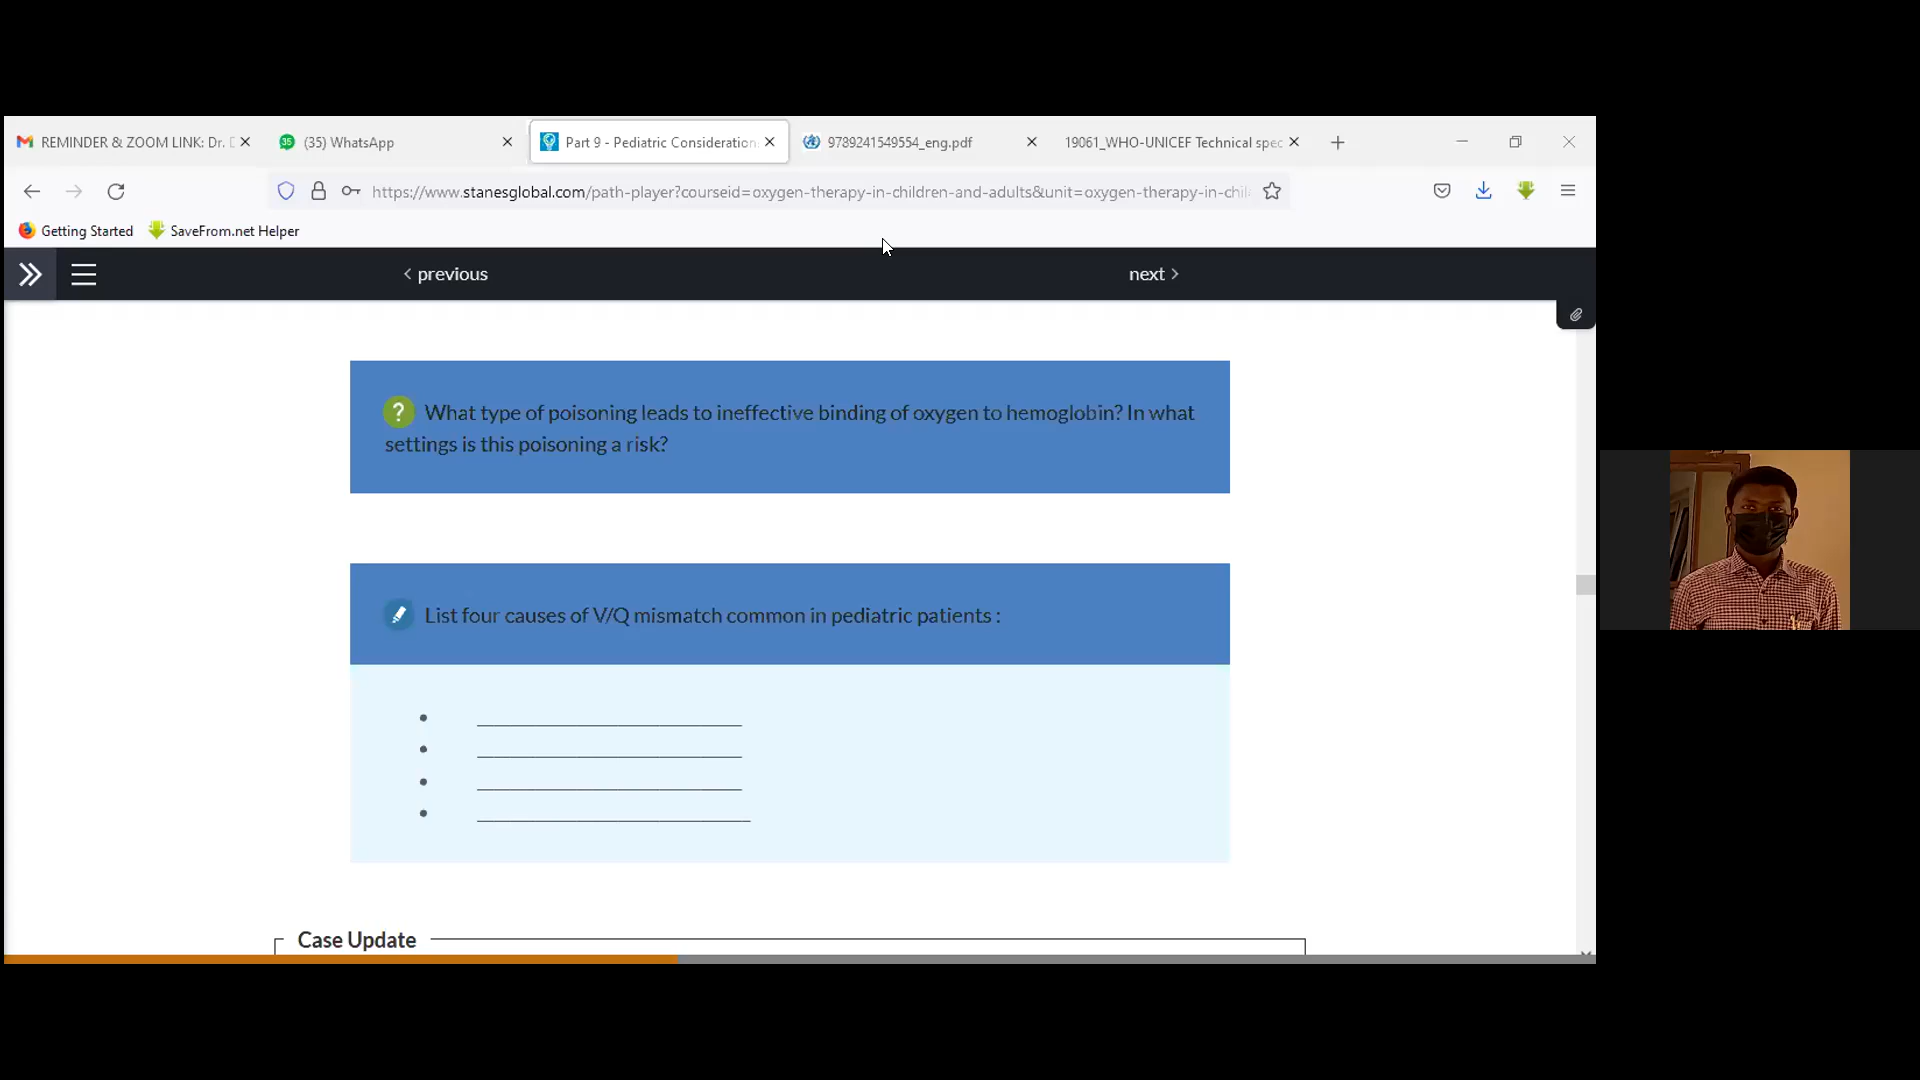 REMINDER & ZOOM LINK: Dr.
(35) WhatsApp
Part 9 - Pediatric Consideration
9789241549554_eng.pdf
19061_WHO-UNICEF Technical spec
https://www.stanesglobal.com/path-player?courseid=oxygen-therapy-in-children-and-adults&unit=oxygen-therapy-in-chil
Getting Started
SaveFrom.net Helper
previous
next
? What type of poisoning leads to ineffective binding of oxygen to hemoglobin? In what
settings is this poisoning a risk?
List four causes of V/Q mismatch common in pediatric patients :
Case Update